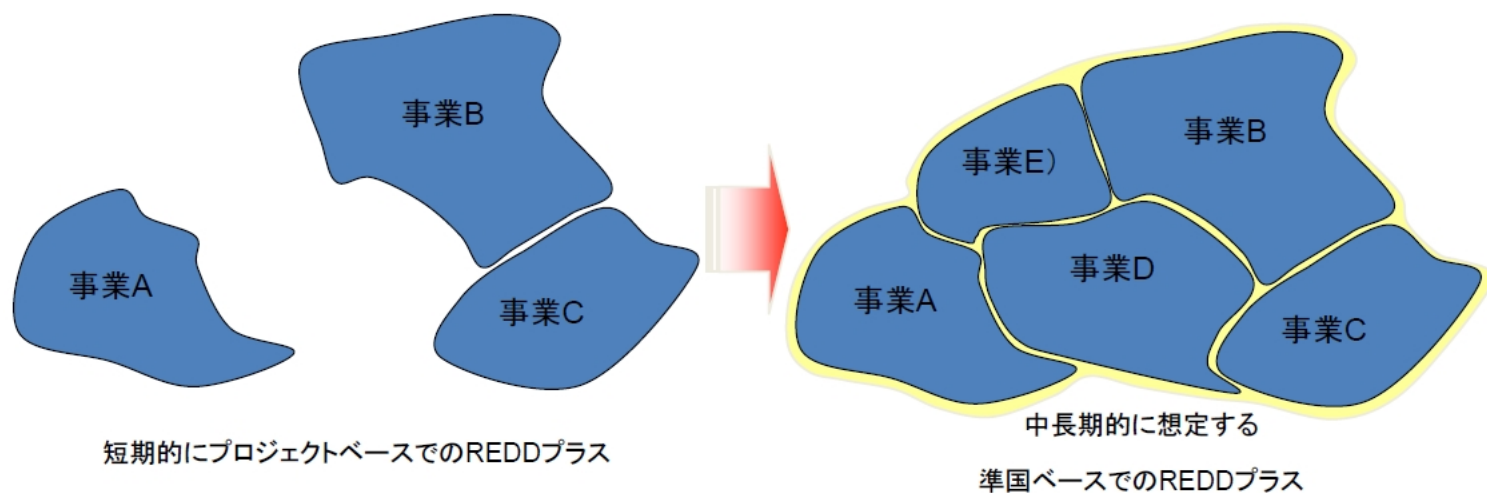 事業B
事業A
事業C
短期的にプロジェクトベースでのREDDプラス
事業E）
事業B
事業D
事業A
事業C
中長期的に想定する
準国ベースでのREDDプラス